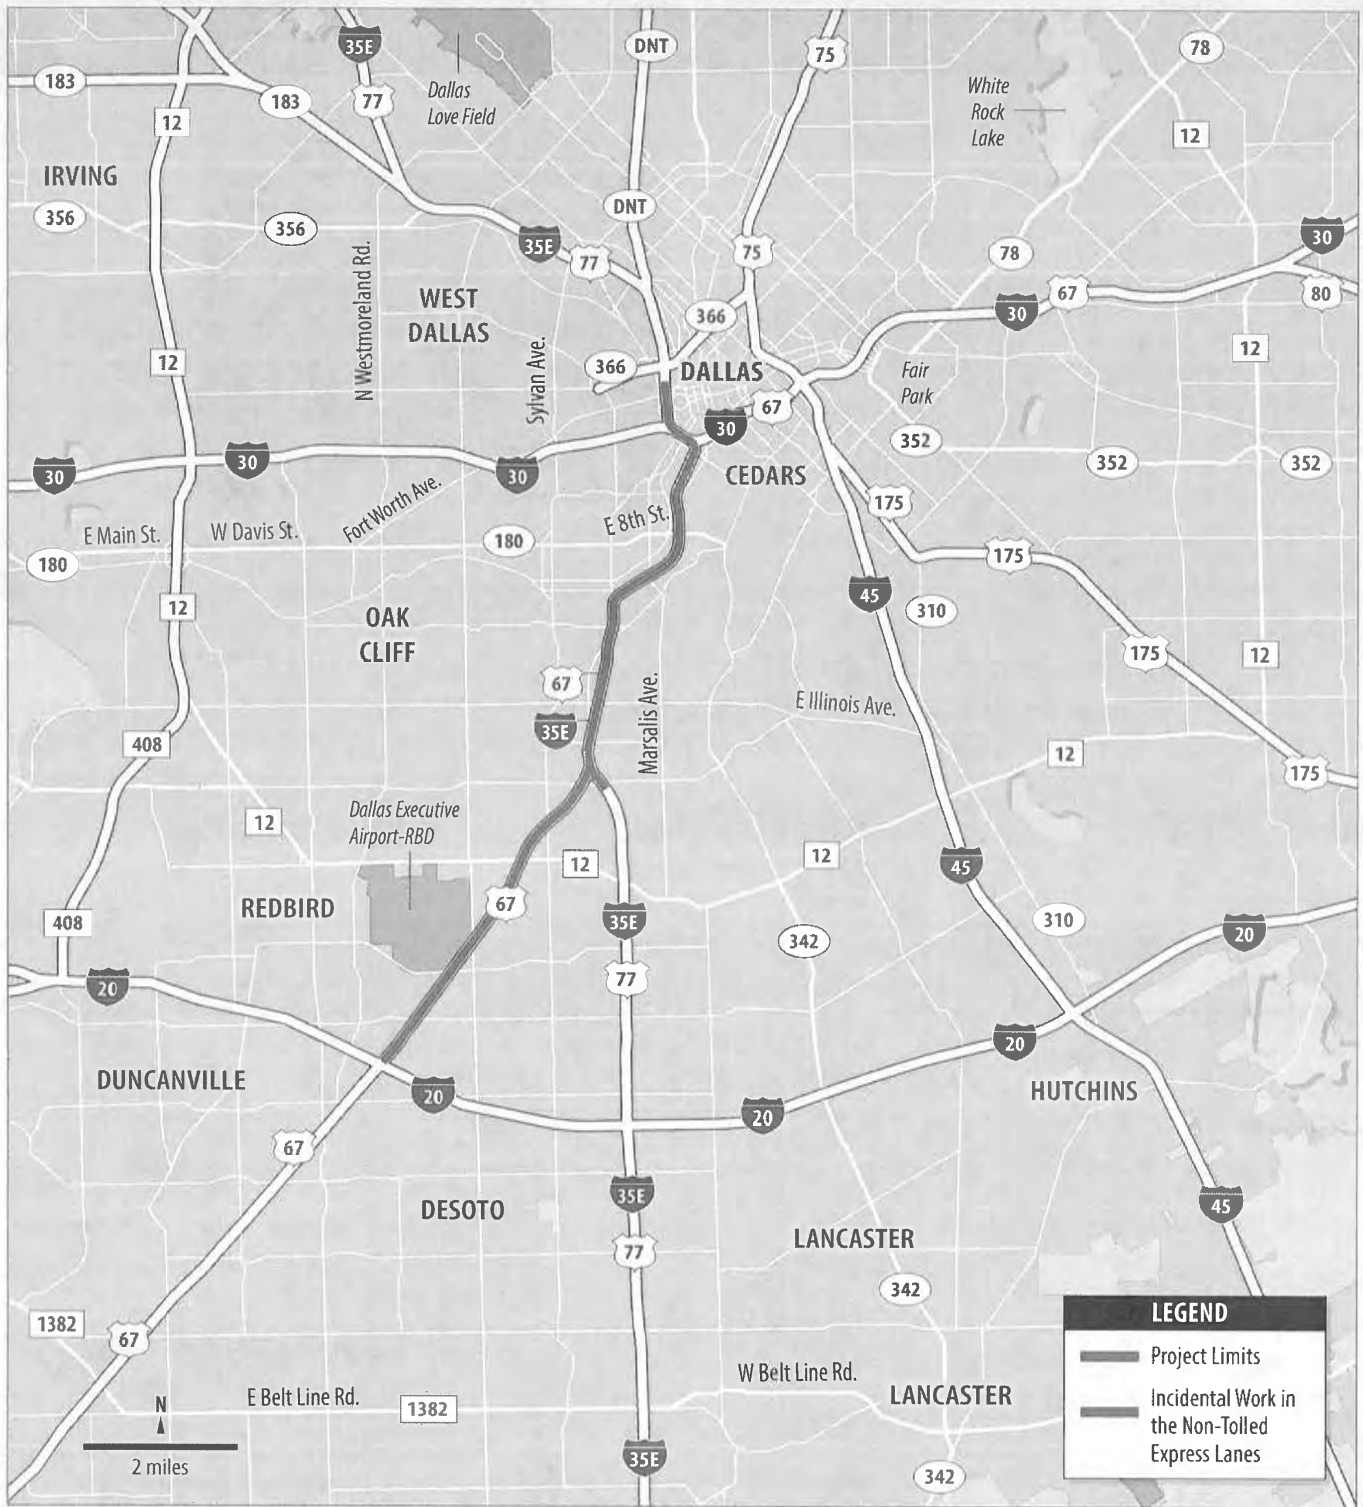 35E
DNT
75
78
183
77
183
Dallas
Love Field
White
Rock
Lake
12
12
IRVING
356
356
DNT
35E
77
75
78
30
67
80
30
N Westmoreland Rd.
WEST
DALLAS
366
366
DALLAS
Sylvan Ave.
12
12
Fair
Park
67
30
30
30
30
CEDARS
352
352
352
175
E Main St.
W Davis St.
Fort Worth Ave.
180
180
E 8th St.
175
45
310
12
OAK
CLIFF
175
12
67
35E
Marsalis Ave.
E Illinois Ave.
408
12
175
12
Dallas Executive
Airport-RBD
12
12
45
REDBIRD
67
408
35E
342
310
20
77
20
20
DUNCANVILLE
20
20
HUTCHINS
67
35E
DESOTO
77
45
LANCASTER
342
1382
67
LEGEND
Project Limits
Incidental Work in
the Non-Tolled
Express Lanes
N
2 miles
E Belt Line Rd.
1382
W Belt Line Rd.
LANCASTER
35E
342